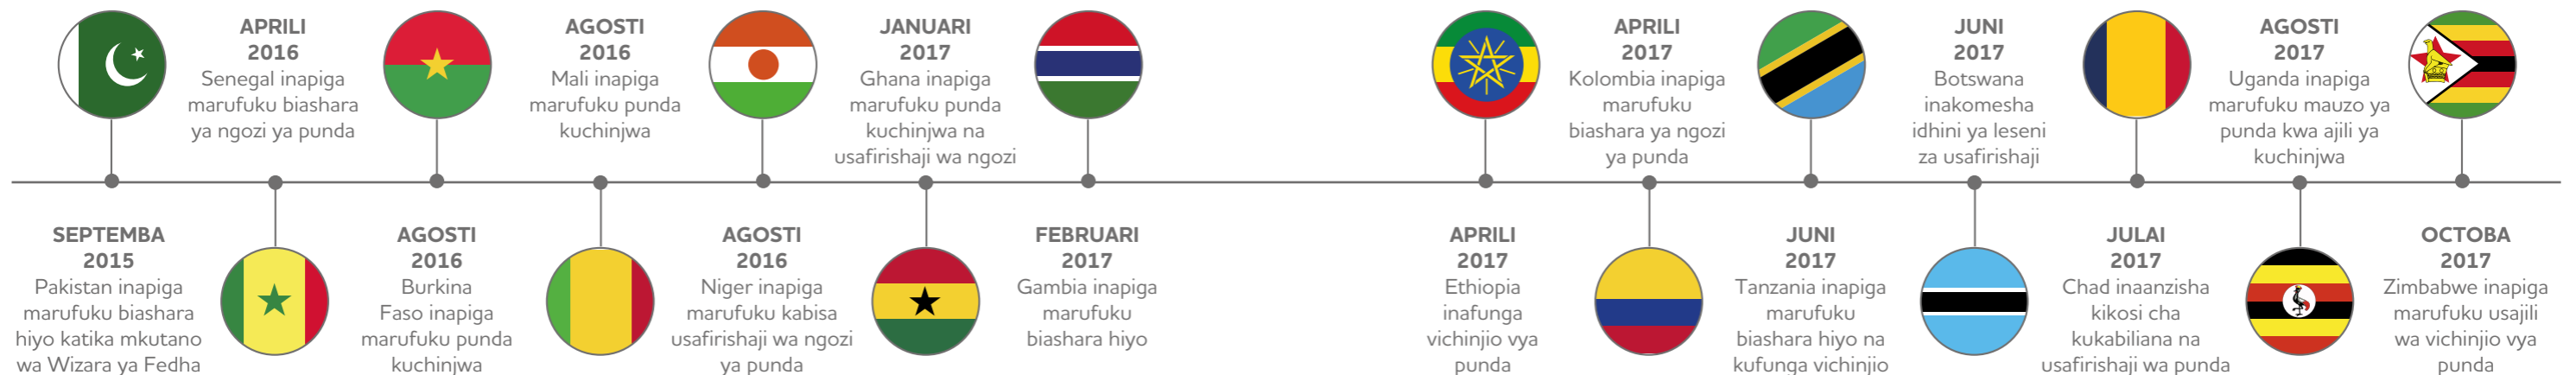 SEPTEMBA
2015
Pakistan inapiga
marufuku biashara
hiyo katika mkutano
wa Wizara ya Fedha
APRILI
2016
Senegal inapiga
marufuku biashara
ya ngozi ya punda
AGOSTI
2016
Burkina
Faso inapiga
marufuku punda
kuchinjwa
AGOSTI
2016
Mali inapiga
marufuku punda
kuchinjwa
AGOSTI
2016
Niger inapiga
marufuku kabisa
usafirishaji wa ngozi
ya punda
JANUARI
2017
Ghana inapiga
marufuku punda
kuchinjwa na
usafirishaji wa ngozi
FEBRUARI
2017
Gambia inapiga
marufuku
biashara hiyo
APRILI
2017
Ethiopia
inafunga
vichinjio vya
punda
APRILI
2017
Kolombia inapiga
marufuku
biashara ya ngozi
ya punda
JUNI
2017
Tanzania inapiga
marufuku
biashara hiyo na
kufunga vichinjio
JUNI
2017
Botswana
inakomesha
idhini ya leseni
za usafirishaji
JULAI
2017
Chad inaanzisha
kikosi cha
kukabiliana na
usafirishaji wa punda
AGOSTI
2017
Uganda inapiga
marufuku mauzo ya
punda kwa ajili ya
kuchinjwa
OCTOBA
2017
Zimbabwe inapiga
marufuku usajili
wa vichinjio vya
punda